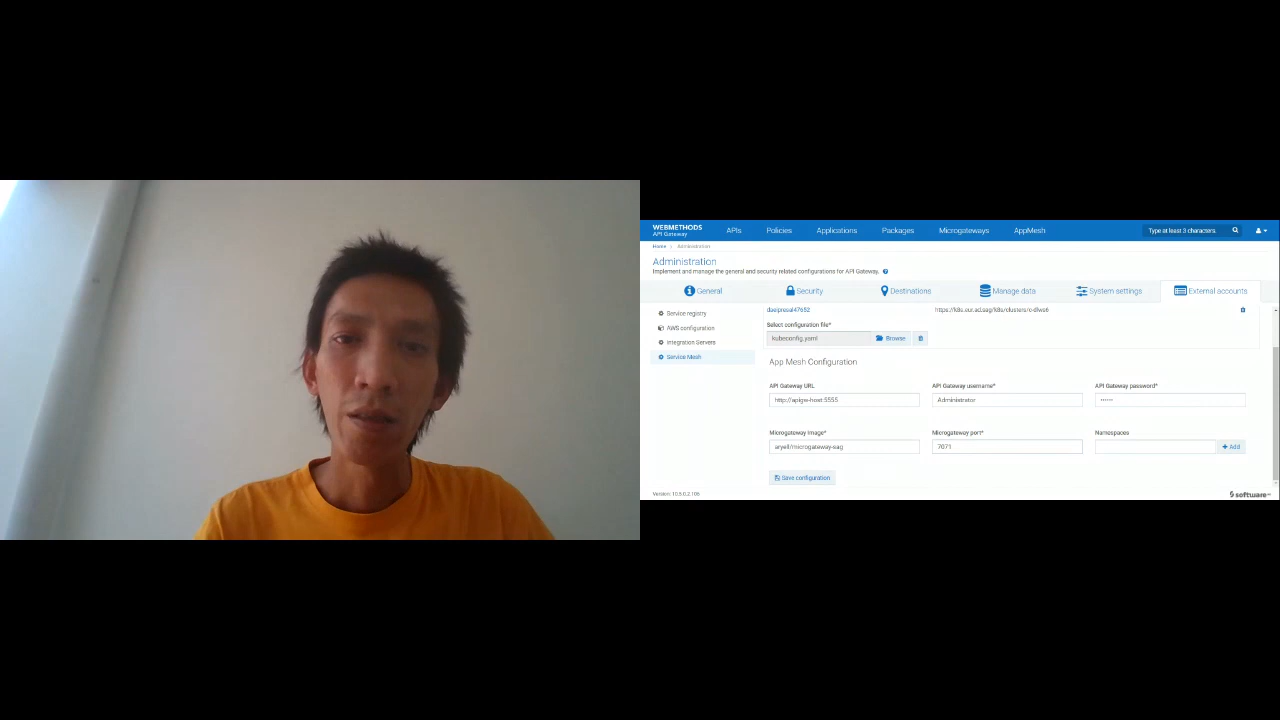 WEBMETHODS
API Gateway
APIs Policies Applications Packages Microgateways AppMesh Type at least 3 characters
Home > Administration
Administration
Implement and manage the general and security related configurations for API Gateway.
General Security Destinations Manage data System settings External accounts
Service registry
AWS configuration
Integration Servers
Service Mesh
Select configuration file*
kubeconfig.yaml Browse
App Mesh Configuration
API Gateway URL API Gateway username* API Gateway password*
http://apigw-host:5555 Administrator ••••••
Microgateway Image* Microgateway port* Namespaces
aryell/microgateway-sag 7071 + Add
Save configuration
software AG